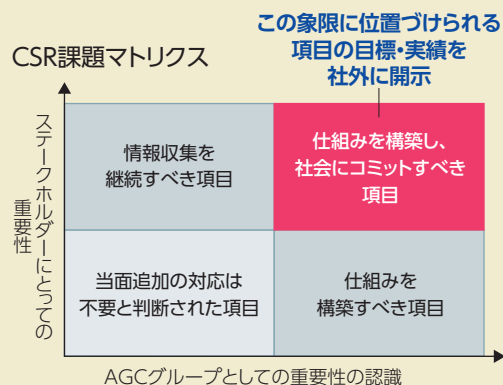 この象限に位置づけられる
項目の目標・実績を
社外に開示
CSR課題マトリクス
ステークホルダーにとっての
重要性
情報収集を
継続すべき項目
仕組みを構築し、
社会にコミットすべき
項目
当面追加の対応は
不要と判断された項目
仕組みを
構築すべき項目
AGCグループとしての重要性の認識